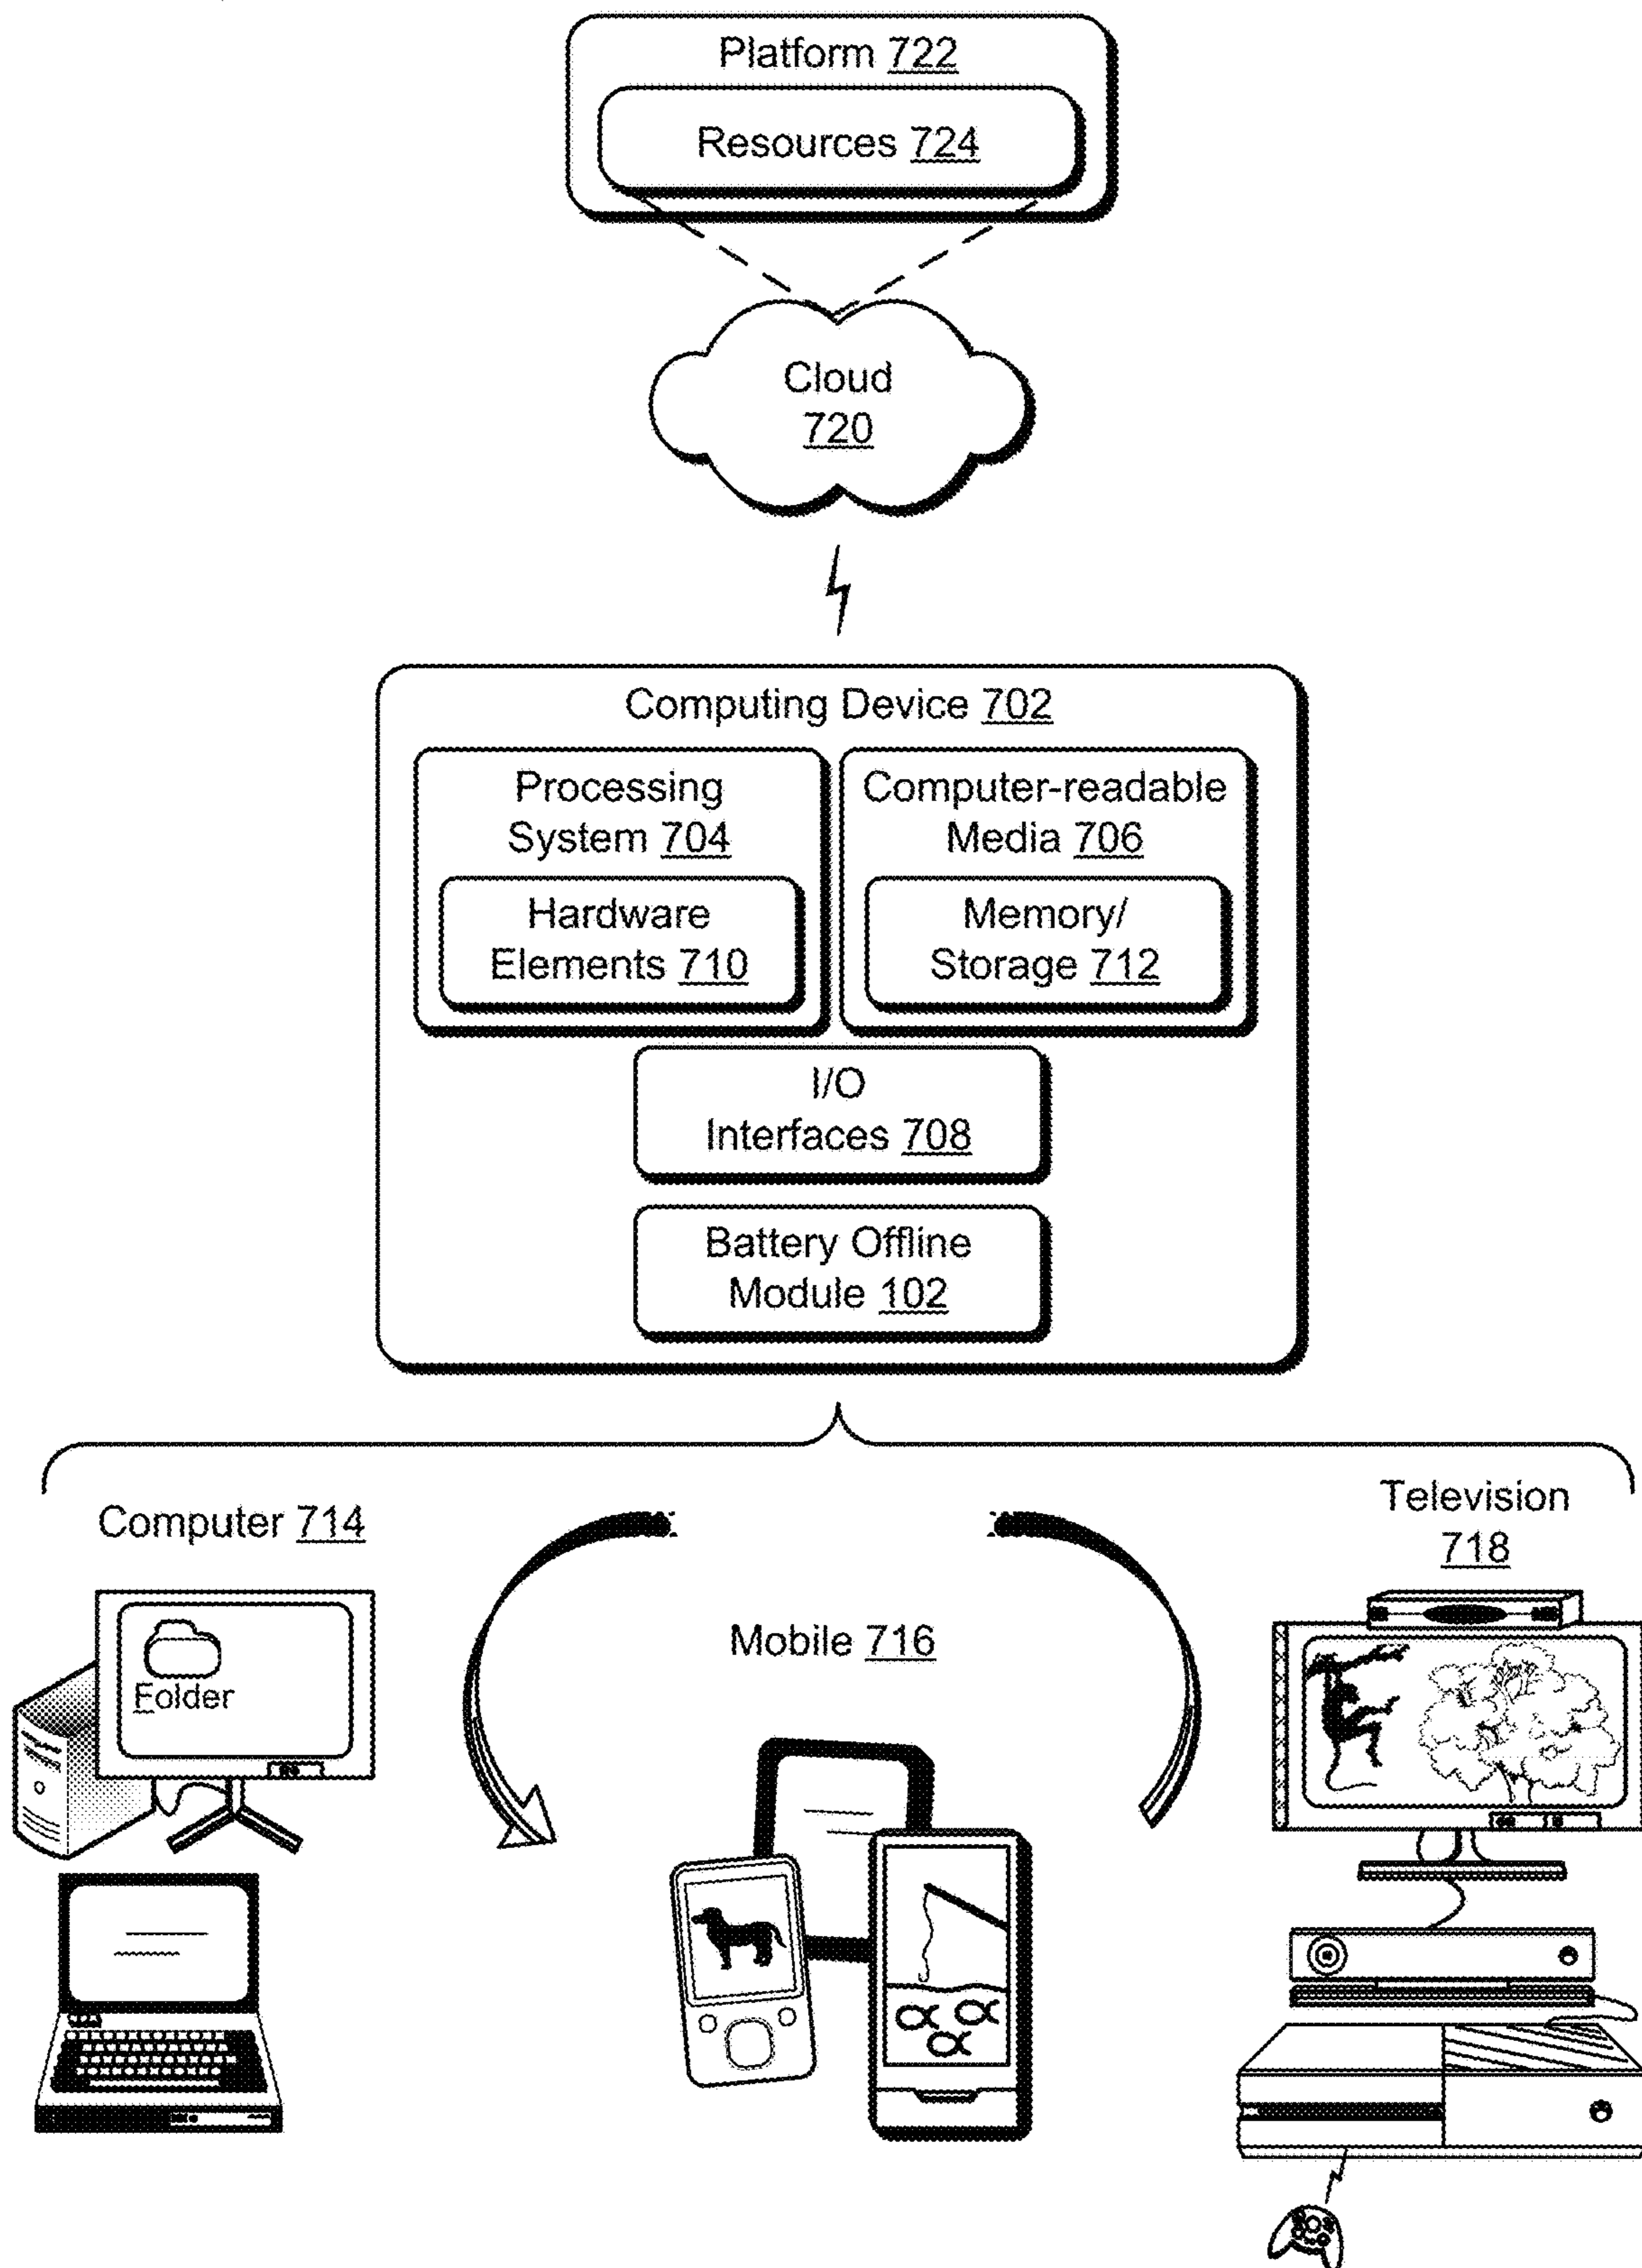 Platform 722
Resources 724
Cloud
720
Computing Device 702
Processing
System 704
Computer-readable
Media 706
Hardware
Elements 710
Memory/
Storage 712
I/O
Interfaces 708
Battery Offline
Module 102
Computer 714
Television
718
Mobile 716
Folder